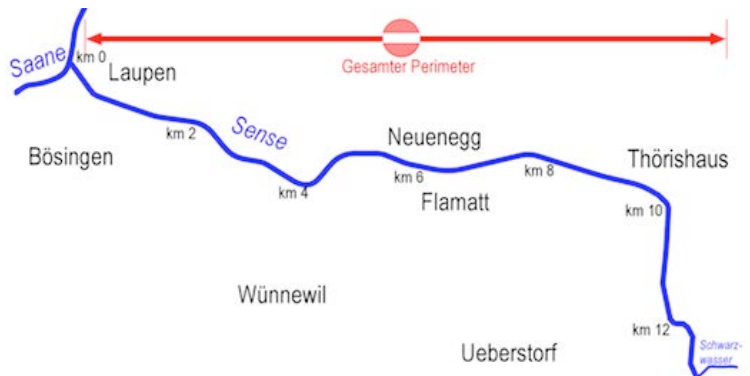 Saane
km 0
Laupen
Gesamter Perimeter
Bösingen
km 2
Sense
km 4
Neuenegg
km 6
Flamatt
km 8
Thörishaus
km 10
Wünnewil
km 12
Ueberstorf
Schwarz-
wasser